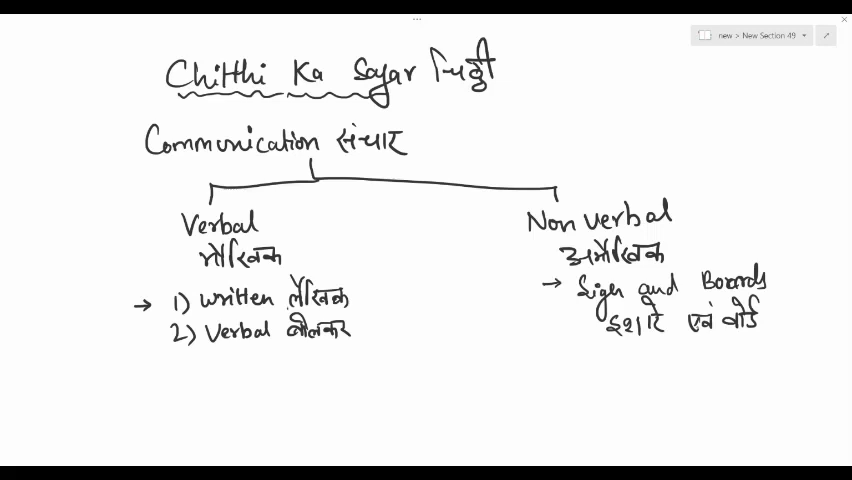 new > New Section 49
Chitthi Ka Sagar चिट्ठी
Communication संचार
Verbal
मौखिक
Non verbal
अमौखिक
→ 1) written लैखिक
2) Verbal बोलकर
→ Sign and Boards
इशारे एवं बोर्ड